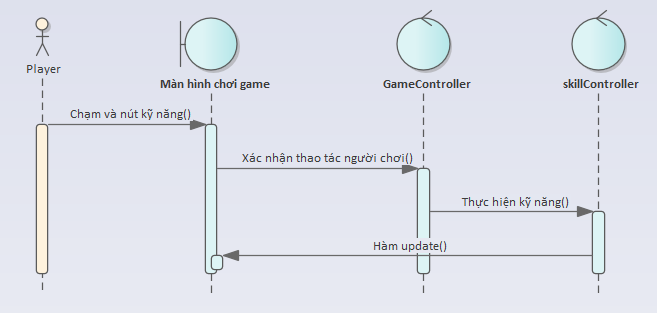 Player
Màn hình chơi game
GameController
skillController
Chạm và nút kỹ năng()
Xác nhận thao tác người chơi()
Thực hiện kỹ năng()
Hàm update()